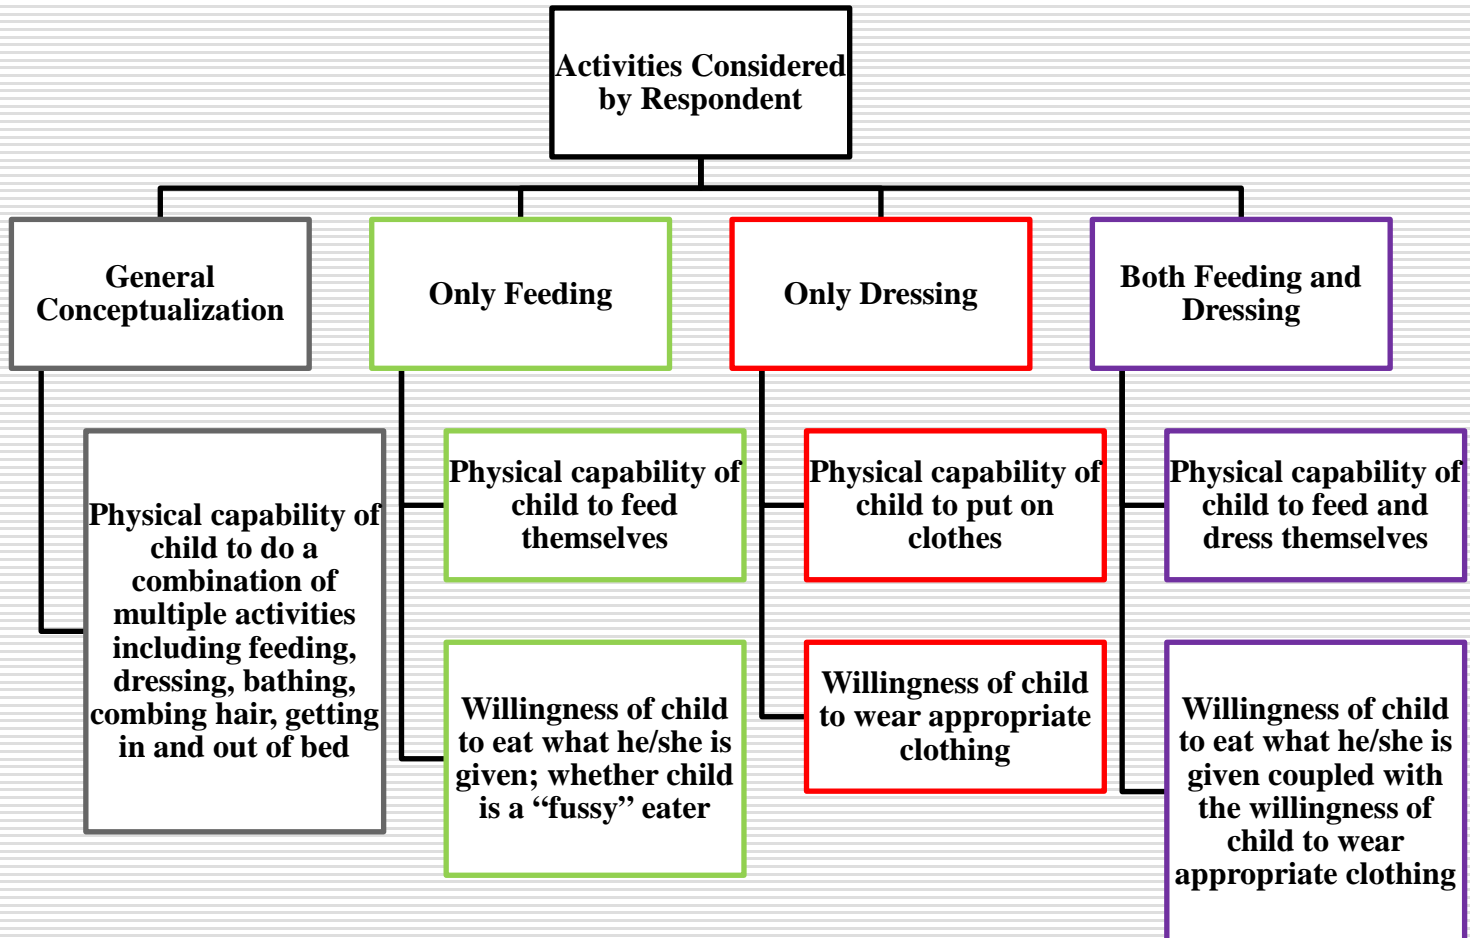 Activities Considered
by Respondent
General
Conceptualization
Only Feeding
Only Dressing
Both Feeding and
Dressing
Physical capability of
child to do a
combination of
multiple activities
including feeding,
dressing, bathing,
combing hair, getting
in and out of bed
Physical capability of
child to feed
themselves
Willingness of child
to eat what he/she is
given; whether child
is a “fussy” eater
Physical capability of
child to put on
clothes
Willingness of child
to wear appropriate
clothing
Physical capability of
child to feed and
dress themselves
Willingness of child
to eat what he/she is
given coupled with
the willingness of
child to wear
appropriate clothing